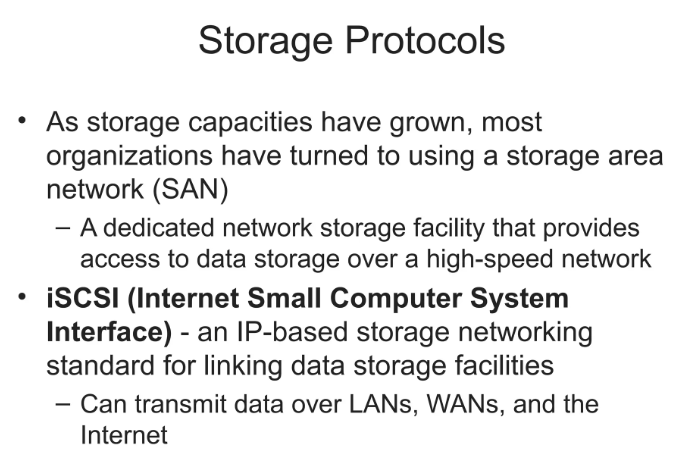 Storage Protocols
• As storage capacities have grown, most
organizations have turned to using a storage area
network (SAN)
– A dedicated network storage facility that provides
access to data storage over a high-speed network
• iSCSI (Internet Small Computer System
Interface) - an IP-based storage networking
standard for linking data storage facilities
– Can transmit data over LANs, WANs, and the
Internet